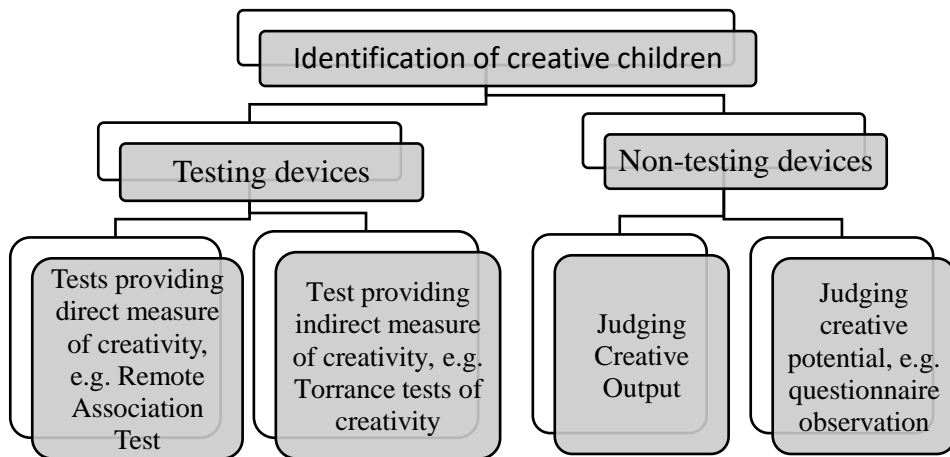 Identification of creative children
Testing devices
Non-testing devices
Tests providing
direct measure
of creativity,
e.g. Remote
Association
Test
Test providing
indirect measure
of creativity, e.g.
Torrance tests of
creativity
Judging
Creative
Output
Judging
creative
potential, e.g.
questionnaire
observation